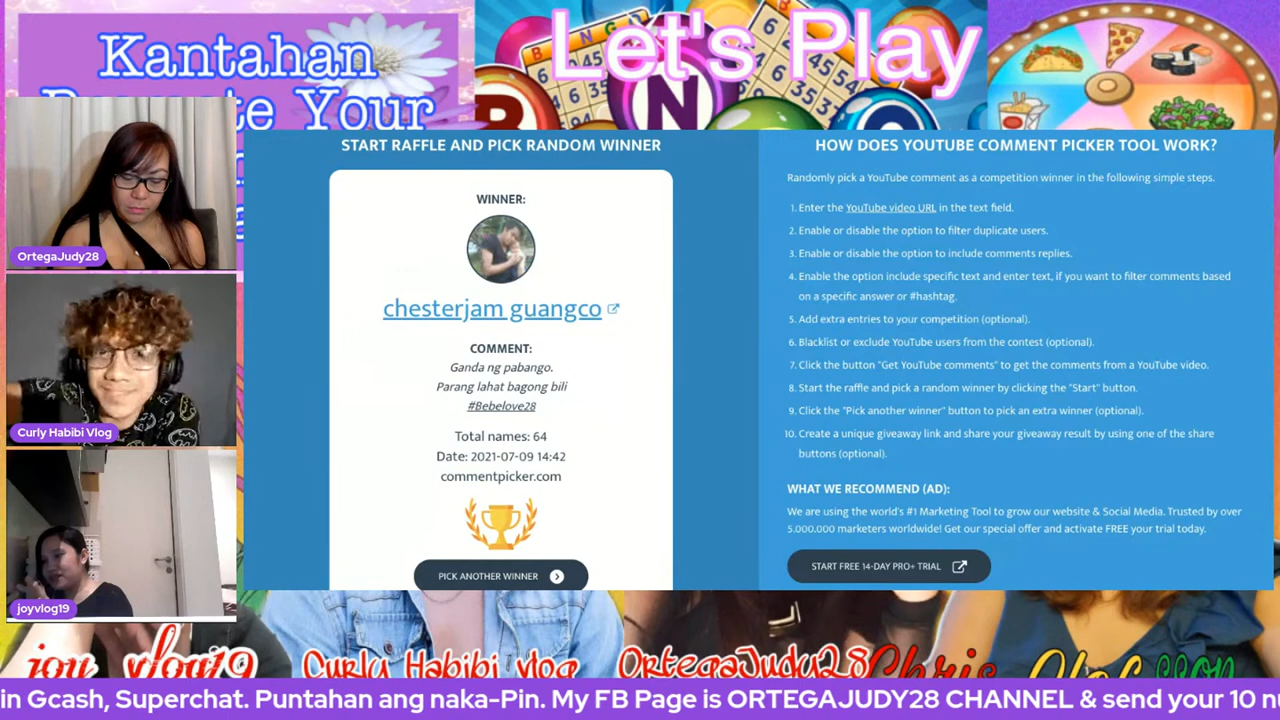 Kantahan
Your
Let's Play
BINGO
N
OrtegaJudy28
Curly Habibi Vlog
joyvlog19
START RAFFLE AND PICK RANDOM WINNER
WINNER:
chesterjam guangco
COMMENT:
Ganda ng pabango.
Parang lahat bagong bili
#Bebelove28
Total names: 64
Date: 2021-07-09 14:42
commentpicker.com
PICK ANOTHER WINNER
HOW DOES YOUTUBE COMMENT PICKER TOOL WORK?
Randomly pick a YouTube comment as a competition winner in the following simple steps.
1. Enter the YouTube video URL in the text field.
2. Enable or disable the option to filter duplicate users.
3. Enable or disable the option to include comments replies.
4. Enable the option include specific text and enter text, if you want to filter comments based
on a specific answer or #hashtag.
5. Add extra entries to your competition (optional).
6. Blacklist or exclude YouTube users from the contest (optional).
7. Click the button "Get YouTube comments" to get the comments from a YouTube video.
8. Start the raffle and pick a random winner by clicking the "Start" button.
9. Click the "Pick another winner" button to pick an extra winner (optional).
10. Create a unique giveaway link and share your giveaway result by using one of the share
buttons (optional).
WHAT WE RECOMMEND (AD):
We are using the world's #1 Marketing Tool to grow our website & Social Media. Trusted by over
5.000.000 marketers worldwide! Get our special offer and activate FREE your trial today.
START FREE 14-DAY PRO+ TRIAL
joy vlog19 Curly Habibi vlog OrtegaJudy28 Chris
in Gcash, Superchat. Puntahan ang naka-Pin. My FB Page is ORTEGAJUDY28 CHANNEL & send your 10